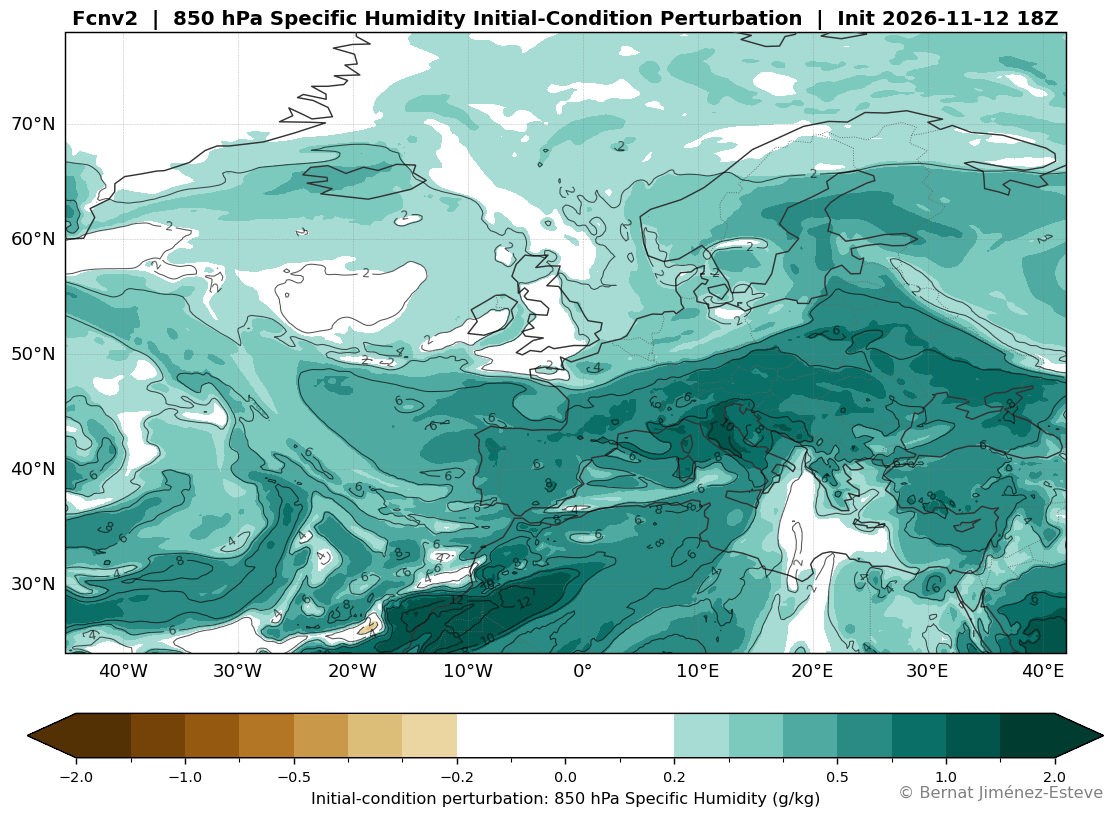 Fcnv2 | 850 hPa Specific Humidity Initial-Condition Perturbation | Init 2026-11-12 18Z
70°N
60°N
50°N
40°N
30°N
40°W 30°W 20°W 10°W 0° 10°E 20°E 30°E 40°E
−2.0 −1.0 −0.5 −0.2 0.0 0.2 0.5 1.0 2.0
Initial-condition perturbation: 850 hPa Specific Humidity (g/kg)
© Bernat Jiménez-Esteve